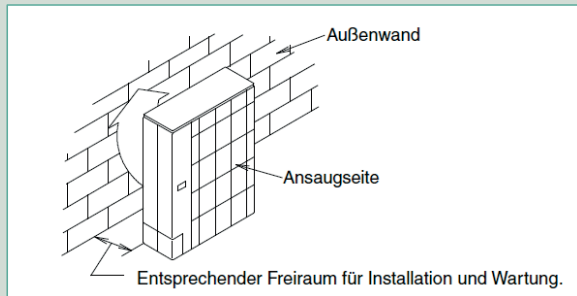 Außenwand
Ansaugseite
Entsprechender Freiraum für Installation und Wartung.